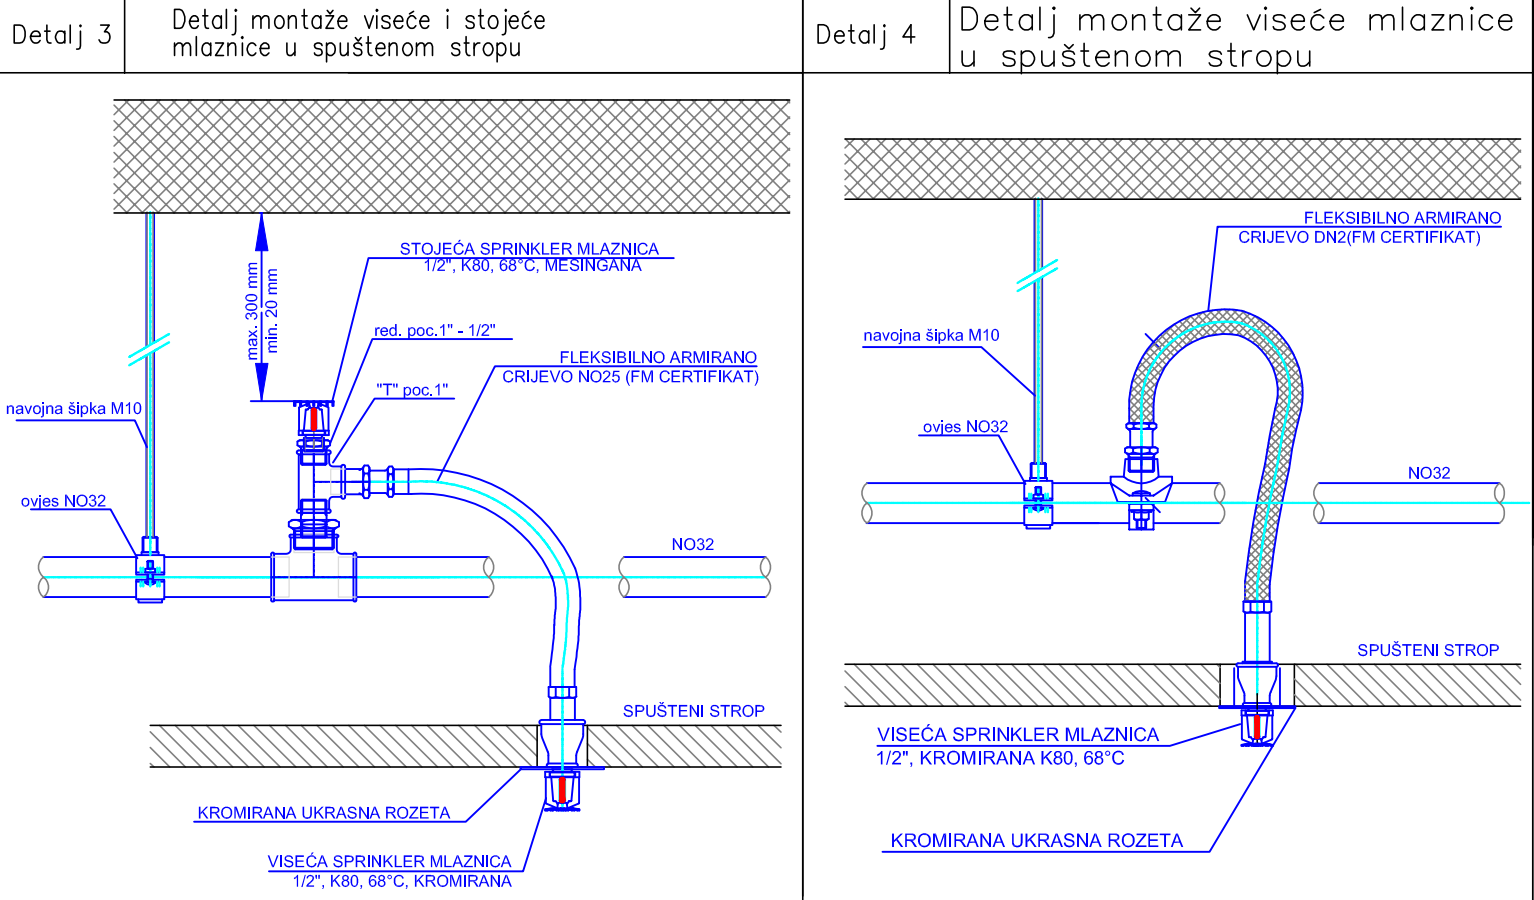 Detalj 3
Detalj montaže viseće i stojeće
mlaznice u spuštenom stropu
max. 300 mm
min. 20 mm
STOJEĆA SPRINKLER MLAZNICA
1/2", K80, 68°C, MESINGANA
red. poc.1" - 1/2"
FLEKSIBILNO ARMIRANO
CRIJEVO NO25 (FM CERTIFIKAT)
"T" poc.1"
navojna šipka M10
ovjes NO32
NO32
SPUŠTENI STROP
KROMIRANA UKRASNA ROZETA
VISEĆA SPRINKLER MLAZNICA
1/2", K80, 68°C, KROMIRANA
Detalj 4
Detalj montaže viseće mlaznice
u spuštenom stropu
FLEKSIBILNO ARMIRANO
CRIJEVO DN2(FM CERTIFIKAT)
navojna šipka M10
ovjes NO32
NO32
SPUŠTENI STROP
VISEĆA SPRINKLER MLAZNICA
1/2", KROMIRANA K80, 68°C
KROMIRANA UKRASNA ROZETA